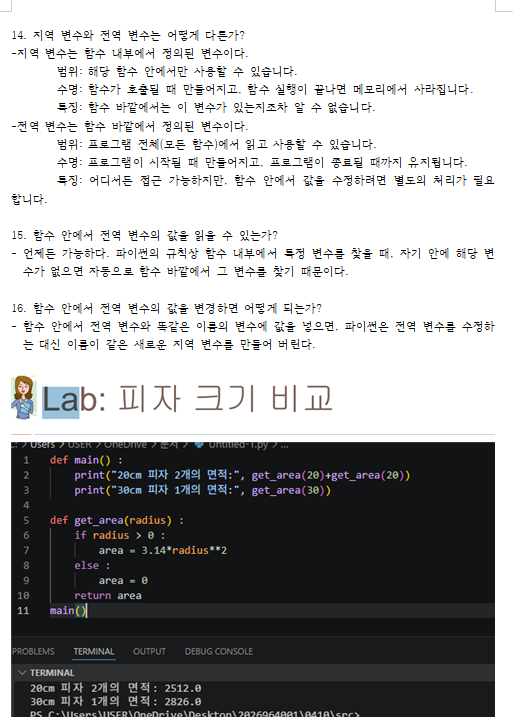 14. 지역 변수와 전역 변수는 어떻게 다른가?
-지역 변수는 함수 내부에서 정의된 변수이다.
범위: 해당 함수 안에서만 사용할 수 있습니다.
수명: 함수가 호출될 때 만들어지고, 함수 실행이 끝나면 메모리에서 사라집니다.
특징: 함수 바깥에서는 이 변수가 있는지조차 알 수 없습니다.
-전역 변수는 함수 바깥에서 정의된 변수이다.
범위: 프로그램 전체(모든 함수)에서 읽고 사용할 수 있습니다.
수명: 프로그램이 시작될 때 만들어지고, 프로그램이 종료될 때까지 유지됩니다.
특징: 어디서든 접근 가능하지만, 함수 안에서 값을 수정하려면 별도의 처리가 필요
합니다.
15. 함수 안에서 전역 변수의 값을 읽을 수 있는가?
- 언제든 가능하다. 파이썬의 규칙상 함수 내부에서 특정 변수를 찾을 때, 자기 안에 해당 변
수가 없으면 자동으로 함수 바깥에서 그 변수를 찾기 때문이다.
16. 함수 안에서 전역 변수의 값을 변경하면 어떻게 되는가?
- 함수 안에서 전역 변수와 똑같은 이름의 변수에 값을 넣으면, 파이썬은 전역 변수를 수정하
는 대신 이름이 같은 새로운 지역 변수를 만들어 버린다.
Lab: 피자 크기 비교
C: > Users > USER > OneDrive > 문서 > Untitled-1.py > ...
1 def main() :
2 print("20cm 피자 2개의 면적:", get_area(20)+get_area(20))
3 print("30cm 피자 1개의 면적:", get_area(30))
4
5 def get_area(radius) :
6 if radius > 0 :
7 area = 3.14*radius**2
8 else :
9 area = 0
10 return area
11 main()
PROBLEMS TERMINAL OUTPUT DEBUG CONSOLE
TERMINAL
20cm 피자 2개의 면적: 2512.0
30cm 피자 1개의 면적: 2826.0
PS C:\Users\USER\OneDrive\Desktop\2026964001\0410\src>